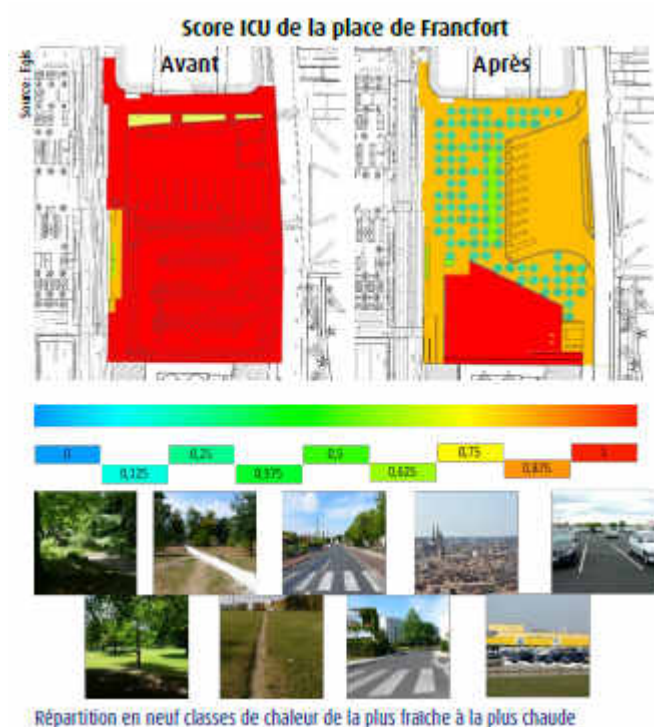 Score ICU de la place de Francfort
Source: Egis
Avant
Après
0
0,125
0,25
0,375
0,5
0,625
0,75
0,875
1
Répartition en neuf classes de chaleur de la plus fraîche à la plus chaude